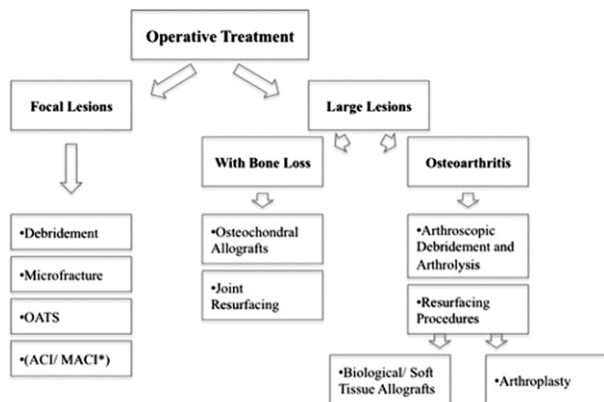 Operative Treatment
Focal Lesions
Large Lesions
With Bone Loss
Osteoarthritis
•Debridement
•Microfracture
•OATS
•(ACI/ MACI*)
•Osteochondral
Allografts
•Joint
Resurfacing
•Arthroscopic
Debridement and
Arthrolysis
•Resurfacing
Procedures
•Biological/ Soft
Tissue Allografts
•Arthroplasty